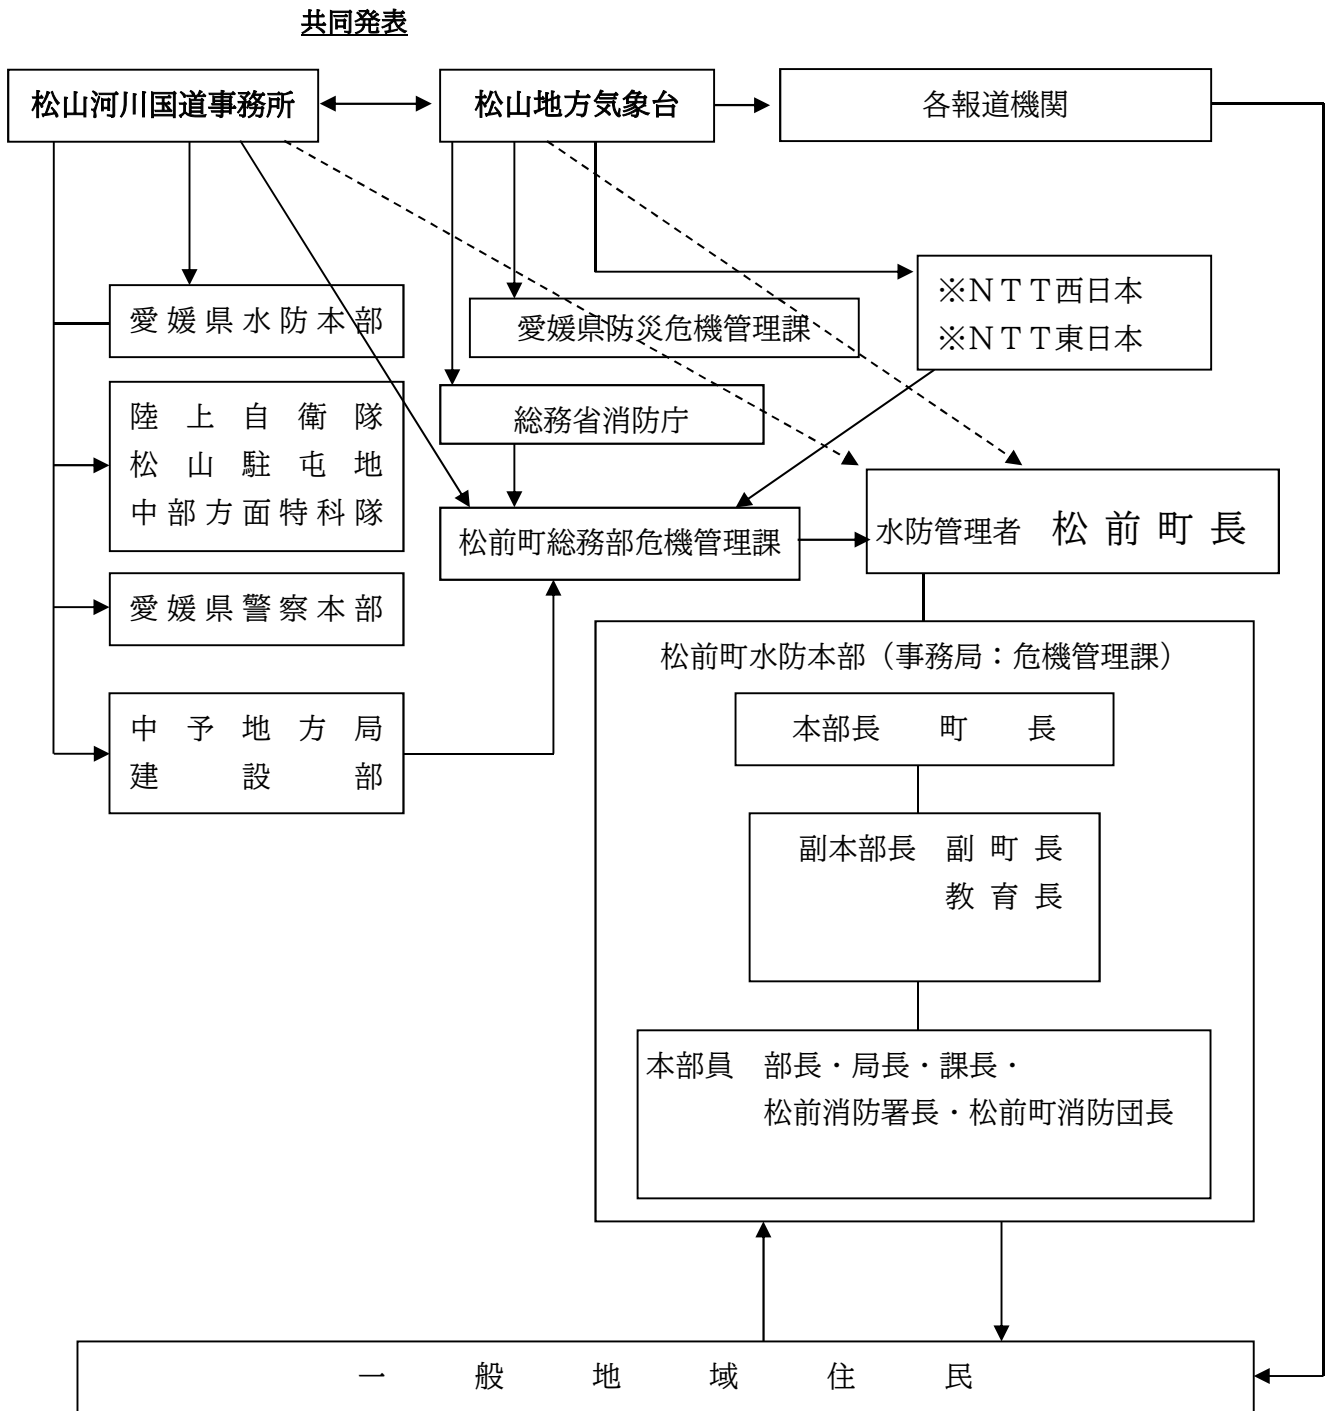 共同発表
松山河川国道事務所
松山地方気象台
各報道機関
※ＮＴＴ西日本
※ＮＴＴ東日本
愛媛県水防本部
愛媛県防災危機管理課
陸上自衛隊
松山駐屯地
中部方面特科隊
総務省消防庁
松前町総務部危機管理課
水防管理者　松前町長
愛媛県警察本部
松前町水防本部（事務局：危機管理課）
中予地方局
建設部
本部長　町　長
副本部長　副町長
教育長
本部員　部長・局長・課長・
松前消防署長・松前町消防団長
一般地域住民